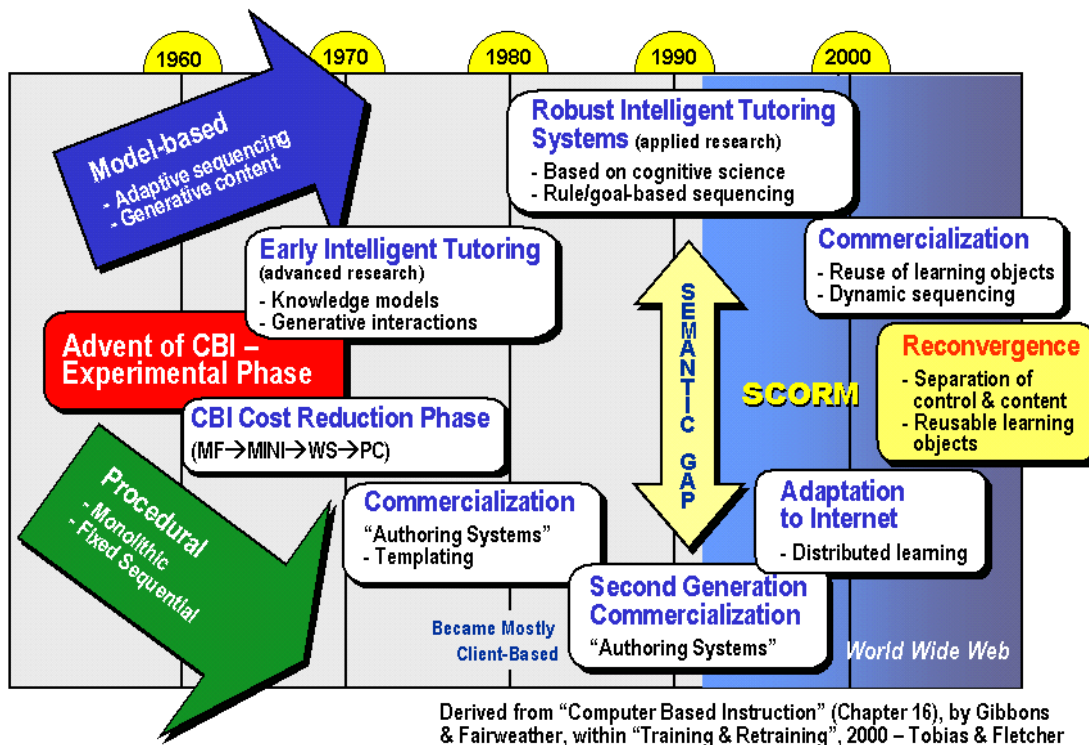 1960
1970
1980
1990
2000
Model-based
- Adaptive sequencing
- Generative content
Robust Intelligent Tutoring
Systems (applied research)
- Based on cognitive science
- Rule/goal-based sequencing
Early Intelligent Tutoring
(advanced research)
- Knowledge models
- Generative interactions
Commercialization
- Reuse of learning objects
- Dynamic sequencing
Advent of CBI –
Experimental Phase
SEMANTIC GAP
SCORM
Reconvergence
- Separation of
control & content
- Reusable learning
objects
CBI Cost Reduction Phase
(MF→MINI→WS→PC)
Procedural
- Monolithic
- Fixed Sequential
Commercialization
“Authoring Systems”
- Templating
Adaptation
to Internet
- Distributed learning
Second Generation
Commercialization
“Authoring Systems”
Became Mostly
Client-Based
World Wide Web
Derived from “Computer Based Instruction” (Chapter 16), by Gibbons
& Fairweather, within “Training & Retraining”, 2000 – Tobias & Fletcher